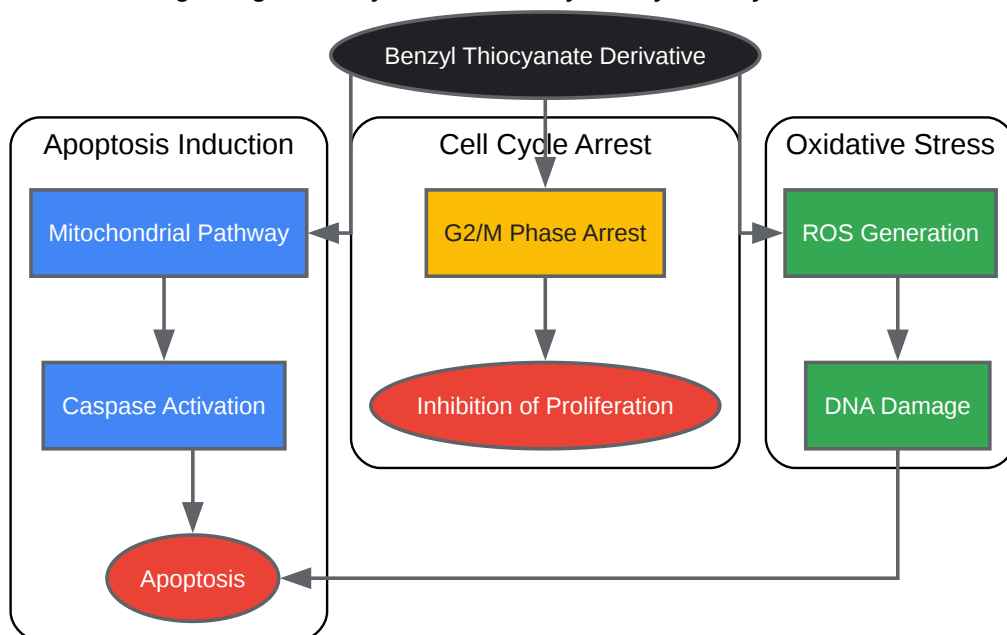 Benzyl Thiocyanate Derivative
Apoptosis Induction
Cell Cycle Arrest
Oxidative Stress
Mitochondrial Pathway
G2/M Phase Arrest
ROS Generation
Caspase Activation
Inhibition of Proliferation
DNA Damage
Apoptosis